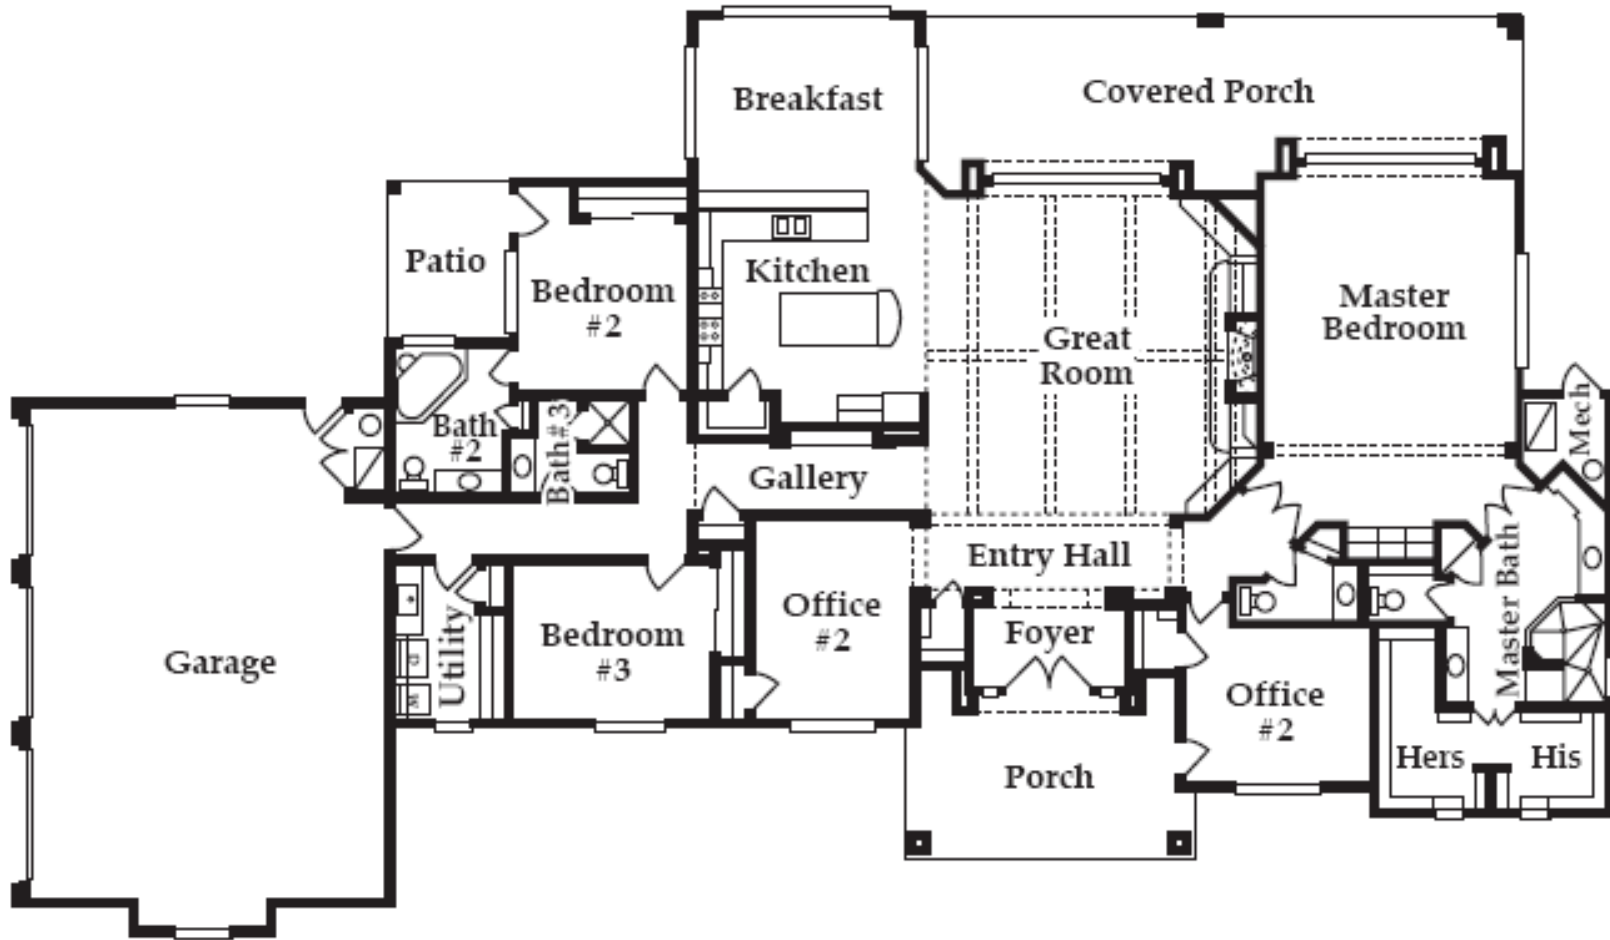 Breakfast
Covered Porch
Patio
Bedroom
#2
Kitchen
Great
Room
Master
Bedroom
Mech
Bath
#2
Bath#3
Gallery
Entry Hall
Master Bath
Garage
Utility
D
W
Bedroom
#3
Office
#2
Foyer
Office
#2
Porch
Hers
His